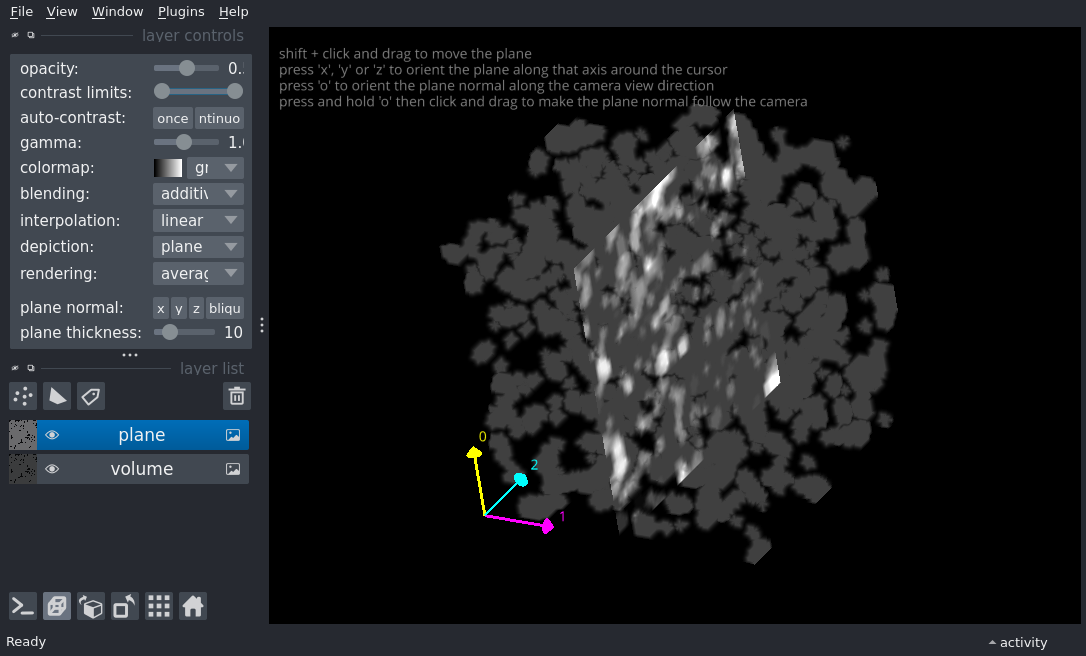 File View Window Plugins Help
layer controls
opacity: 0.
contrast limits:
auto-contrast: once ntinuo
gamma: 1.
colormap: gr
blending: additiv
interpolation: linear
depiction: plane
rendering: averag
plane normal: x y z bliqu
plane thickness: 10
layer list
plane
volume
shift + click and drag to move the plane
press 'x', 'y' or 'z' to orient the plane along that axis around the cursor
press 'o' to orient the plane normal along the camera view direction
press and hold 'o' then click and drag to make the plane normal follow the camera
0
2
1
Ready
activity